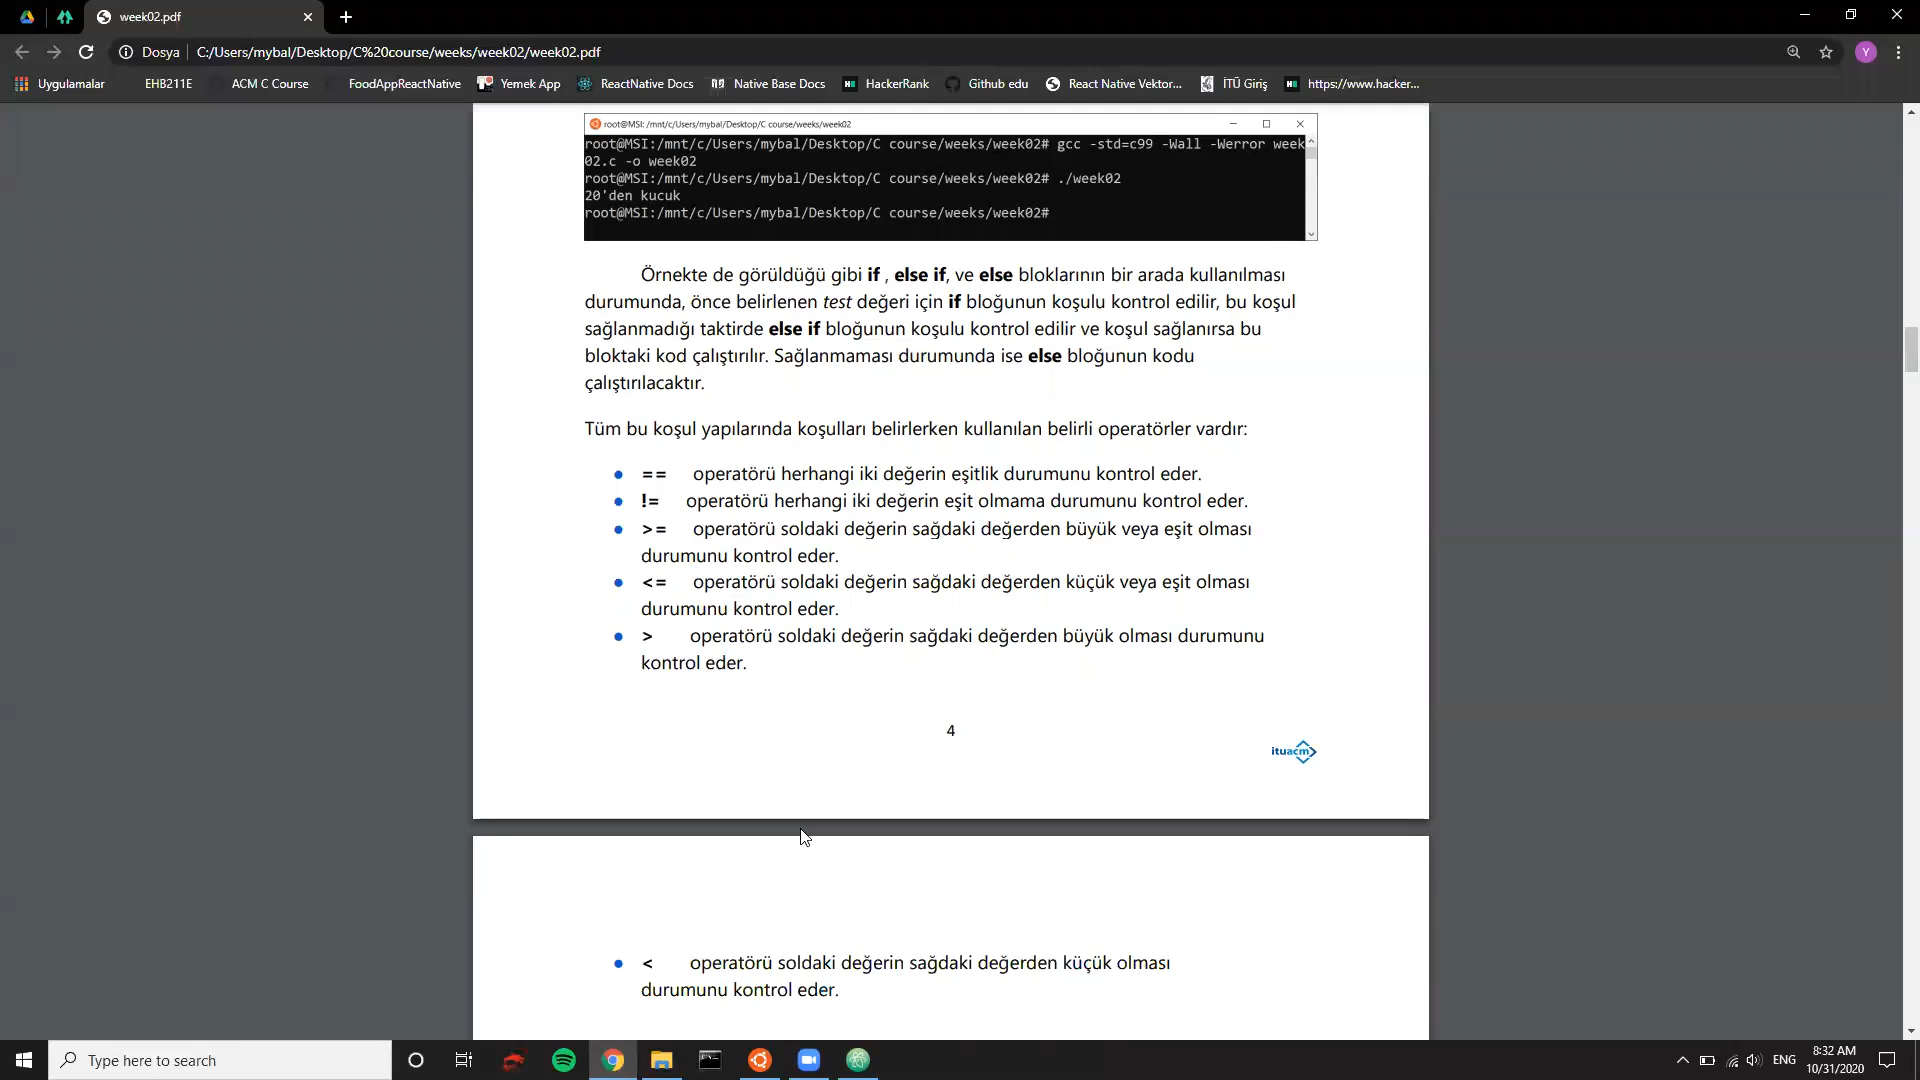 week02.pdf
Dosya C:/Users/mybal/Desktop/C%20course/weeks/week02/week02.pdf
Y
Uygulamalar EHB211E ACM C Course FoodAppReactNative Yemek App ReactNative Docs Native Base Docs HackerRank Github edu React Native Vektor... İTÜ Giriş https://www.hacker...
root@MSI: /mnt/c/Users/mybal/Desktop/C course/weeks/week02
root@MSI:/mnt/c/Users/mybal/Desktop/C course/weeks/week02# gcc -std=c99 -Wall -Werror week
02.c -o week02
root@MSI:/mnt/c/Users/mybal/Desktop/C course/weeks/week02# ./week02
20'den kucuk
root@MSI:/mnt/c/Users/mybal/Desktop/C course/weeks/week02#
Örnekte de görüldüğü gibi if , else if, ve else bloklarının bir arada kullanılması
durumunda, önce belirlenen test değeri için if bloğunun koşulu kontrol edilir, bu koşul
sağlanmadığı taktirde else if bloğunun koşulu kontrol edilir ve koşul sağlanırsa bu
bloktaki kod çalıştırılır. Sağlanmaması durumunda ise else bloğunun kodu
çalıştırılacaktır.
Tüm bu koşul yapılarında koşulları belirlerken kullanılan belirli operatörler vardır:
● == operatörü herhangi iki değerin eşitlik durumunu kontrol eder.
● != operatörü herhangi iki değerin eşit olmama durumunu kontrol eder.
● >= operatörü soldaki değerin sağdaki değerden büyük veya eşit olması
durumunu kontrol eder.
● <= operatörü soldaki değerin sağdaki değerden küçük veya eşit olması
durumunu kontrol eder.
● > operatörü soldaki değerin sağdaki değerden büyük olması durumunu
kontrol eder.
4
ituacm
● < operatörü soldaki değerin sağdaki değerden küçük olması
durumunu kontrol eder.
Type here to search
ENG
8:32 AM
10/31/2020